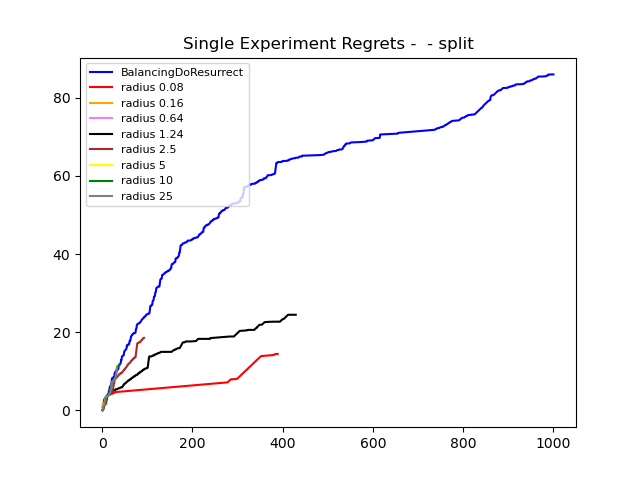 Single Experiment Regrets -  - split
BalancingDoResurrect
radius 0.08
radius 0.16
radius 0.64
radius 1.24
radius 2.5
radius 5
radius 10
radius 25
80
60
40
20
0
0 200 400 600 800 1000